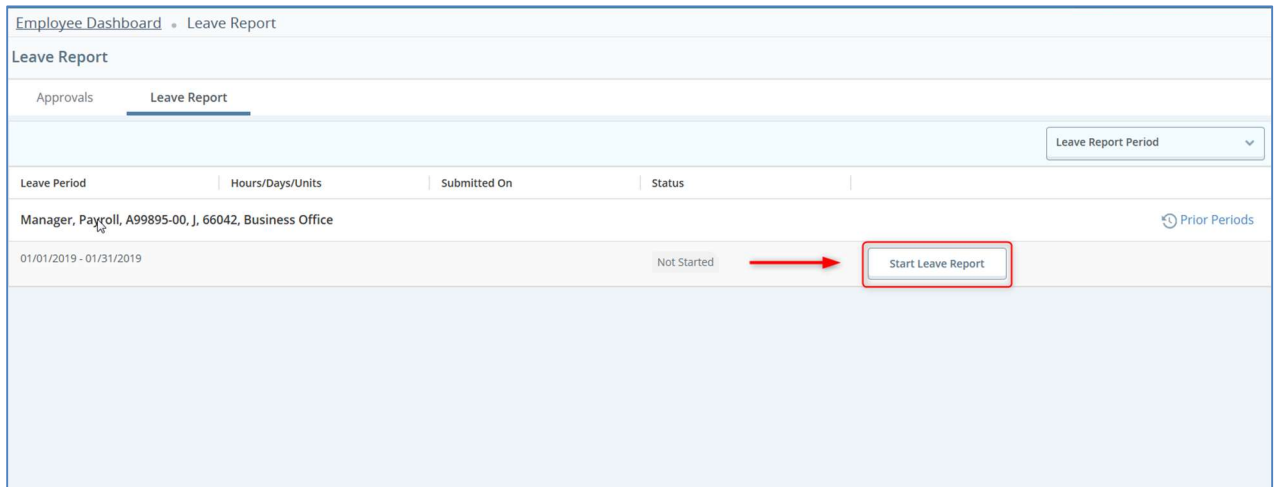 Employee Dashboard • Leave Report
Leave Report
Approvals Leave Report
Leave Report Period
Leave Period Hours/Days/Units Submitted On Status
Manager, Payroll, A99895-00, J, 66042, Business Office Prior Periods
01/01/2019 - 01/31/2019 Not Started Start Leave Report